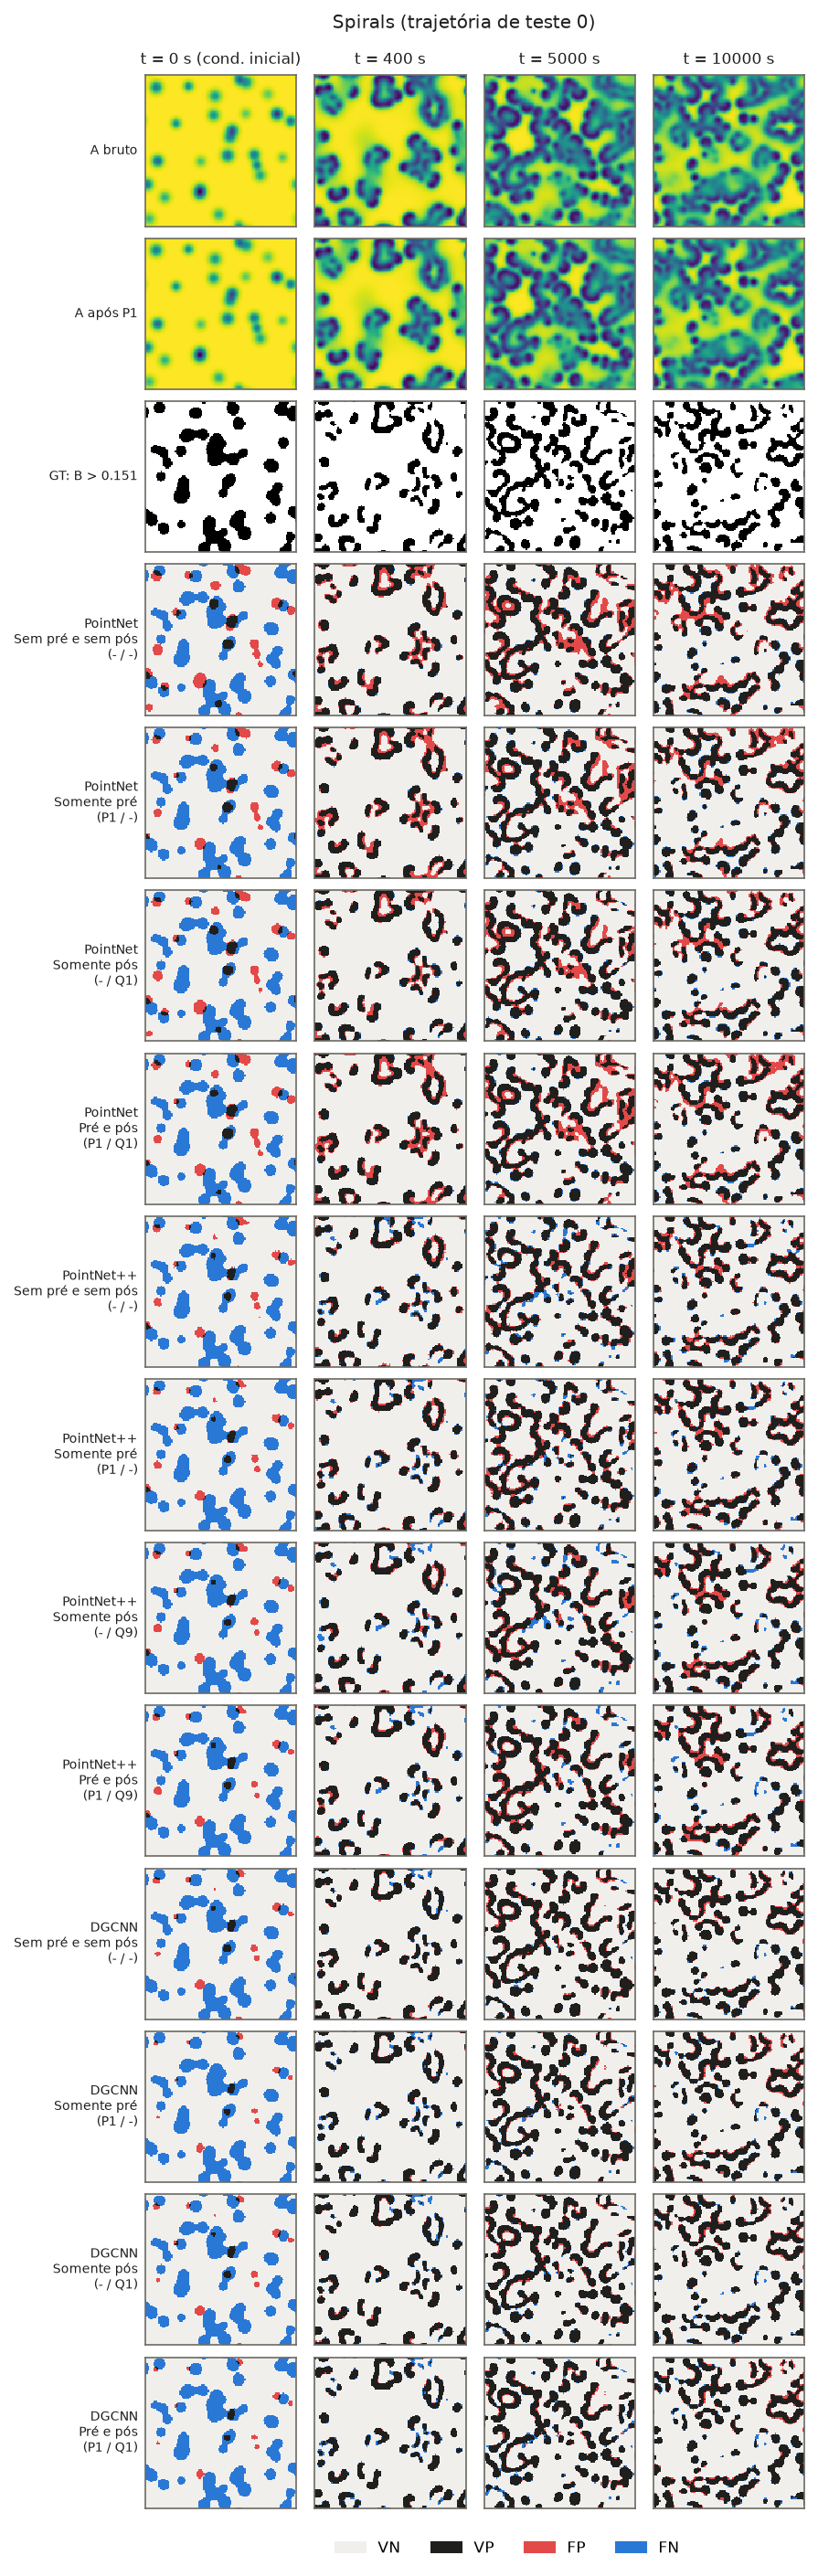 Spirals (trajetória de teste 0)
t = 0 s (cond. inicial)
t = 400 s
t = 5000 s
t = 10000 s
A bruto
A após P1
GT: B > 0.151
PointNet
Sem pré e sem pós
(- / -)
PointNet
Somente pré
(P1 / -)
PointNet
Somente pós
(- / Q1)
PointNet
Pré e pós
(P1 / Q1)
PointNet++
Sem pré e sem pós
(- / -)
PointNet++
Somente pré
(P1 / -)
PointNet++
Somente pós
(- / Q9)
PointNet++
Pré e pós
(P1 / Q9)
DGCNN
Sem pré e sem pós
(- / -)
DGCNN
Somente pré
(P1 / -)
DGCNN
Somente pós
(- / Q1)
DGCNN
Pré e pós
(P1 / Q1)
VN
VP
FP
FN